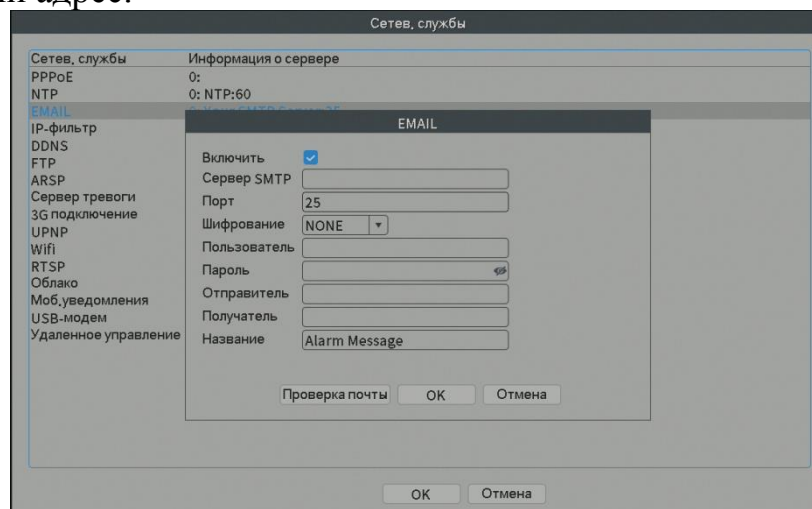 адрес.
Сетев, службы
Сетев, службы Информация о сервере
PPPoE 0:
NTP 0: NTP:60
EMAIL
IP-фильтр
DDNS
FTP
ARSP
Сервер тревоги
3G подключение
UPNP
Wifi
RTSP
Облако
Моб,уведомления
USB-модем
Удаленное управление
EMAIL
Включить
Сервер SMTP
Порт 25
Шифрование NONE
Пользователь
Пароль
Отправитель
Получатель
Название Alarm Message
Проверка почты OK Отмена
OK Отмена